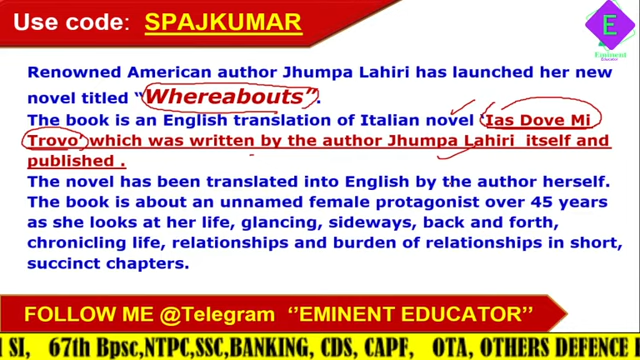 Use code: SPAJKUMAR
E
Eminent
Educator
Renowned American author Jhumpa Lahiri has launched her new
novel titled “Whereabouts”.
The book is an English translation of Italian novel ‘Ias Dove Mi
Trovo’ which was written by the author Jhumpa Lahiri itself and
published .
The novel has been translated into English by the author herself.
The book is about an unnamed female protagonist over 45 years
as she looks at her life, glancing, sideways, back and forth,
chronicling life, relationships and burden of relationships in short,
succinct chapters.
FOLLOW ME @Telegram ‘’EMINENT EDUCATOR’’
SI, 67th Bpsc,NTPC,SSC,BANKING, CDS, CAPF, OTA, OTHERS DEFENCE